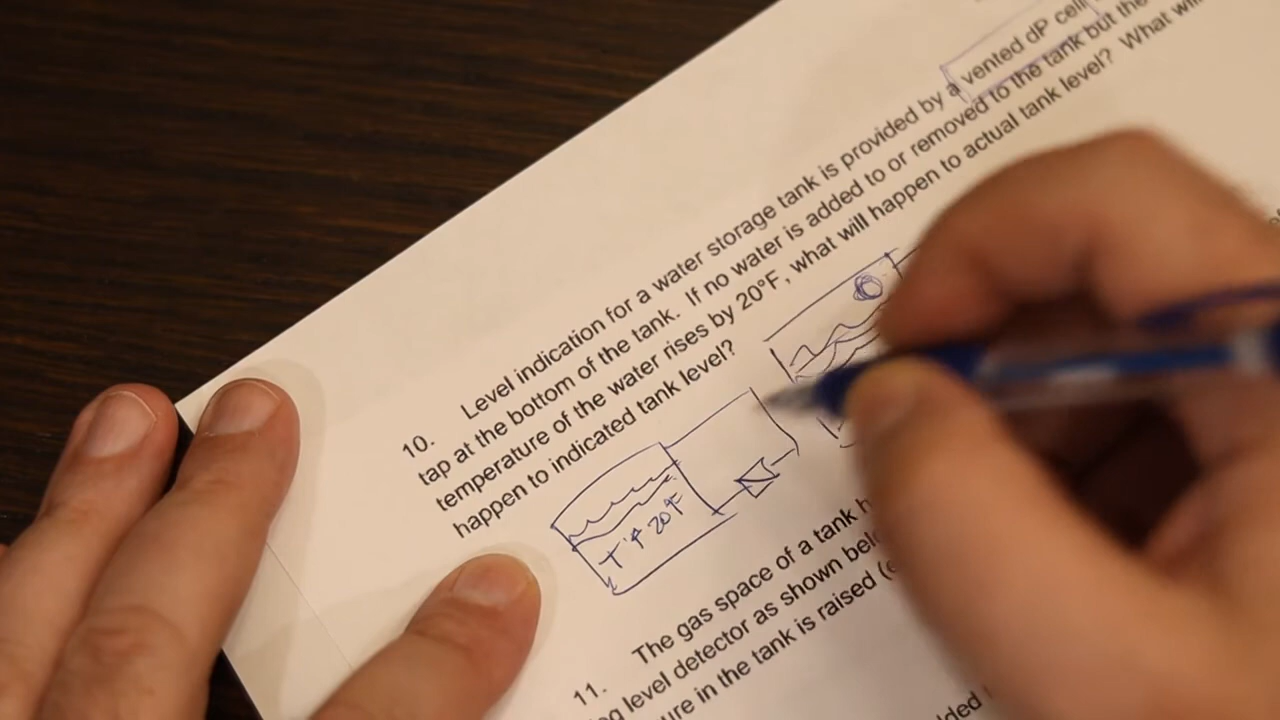 10. Level indication for a water storage tank is provided by a vented dP cell
tap at the bottom of the tank. If no water is added to or removed to the tank but the
temperature of the water rises by 20°F, what will happen to actual tank level? What will
happen to indicated tank level?
T↑ 20°F
11. The gas space of a tank
level detector as shown
in the tank is raised